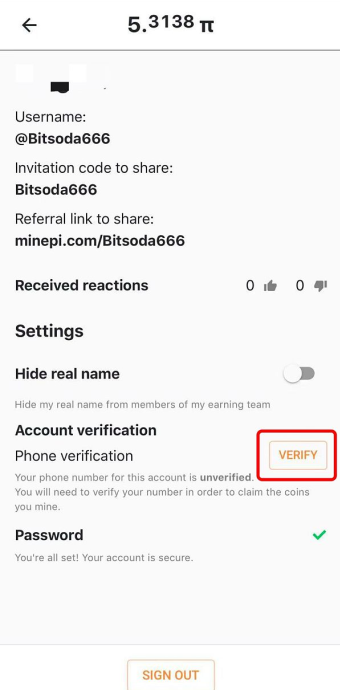 5.3138 π
Username:
@Bitsoda666
Invitation code to share:
Bitsoda666
Referral link to share:
minepi.com/Bitsoda666
Received reactions 0 0
Settings
Hide real name
Hide my real name from members of my earning team
Account verification
Phone verification VERIFY
Your phone number for this account is unverified.
You will need to verify your number in order to claim the coins
you mine.
Password
You're all set! Your account is secure.
SIGN OUT